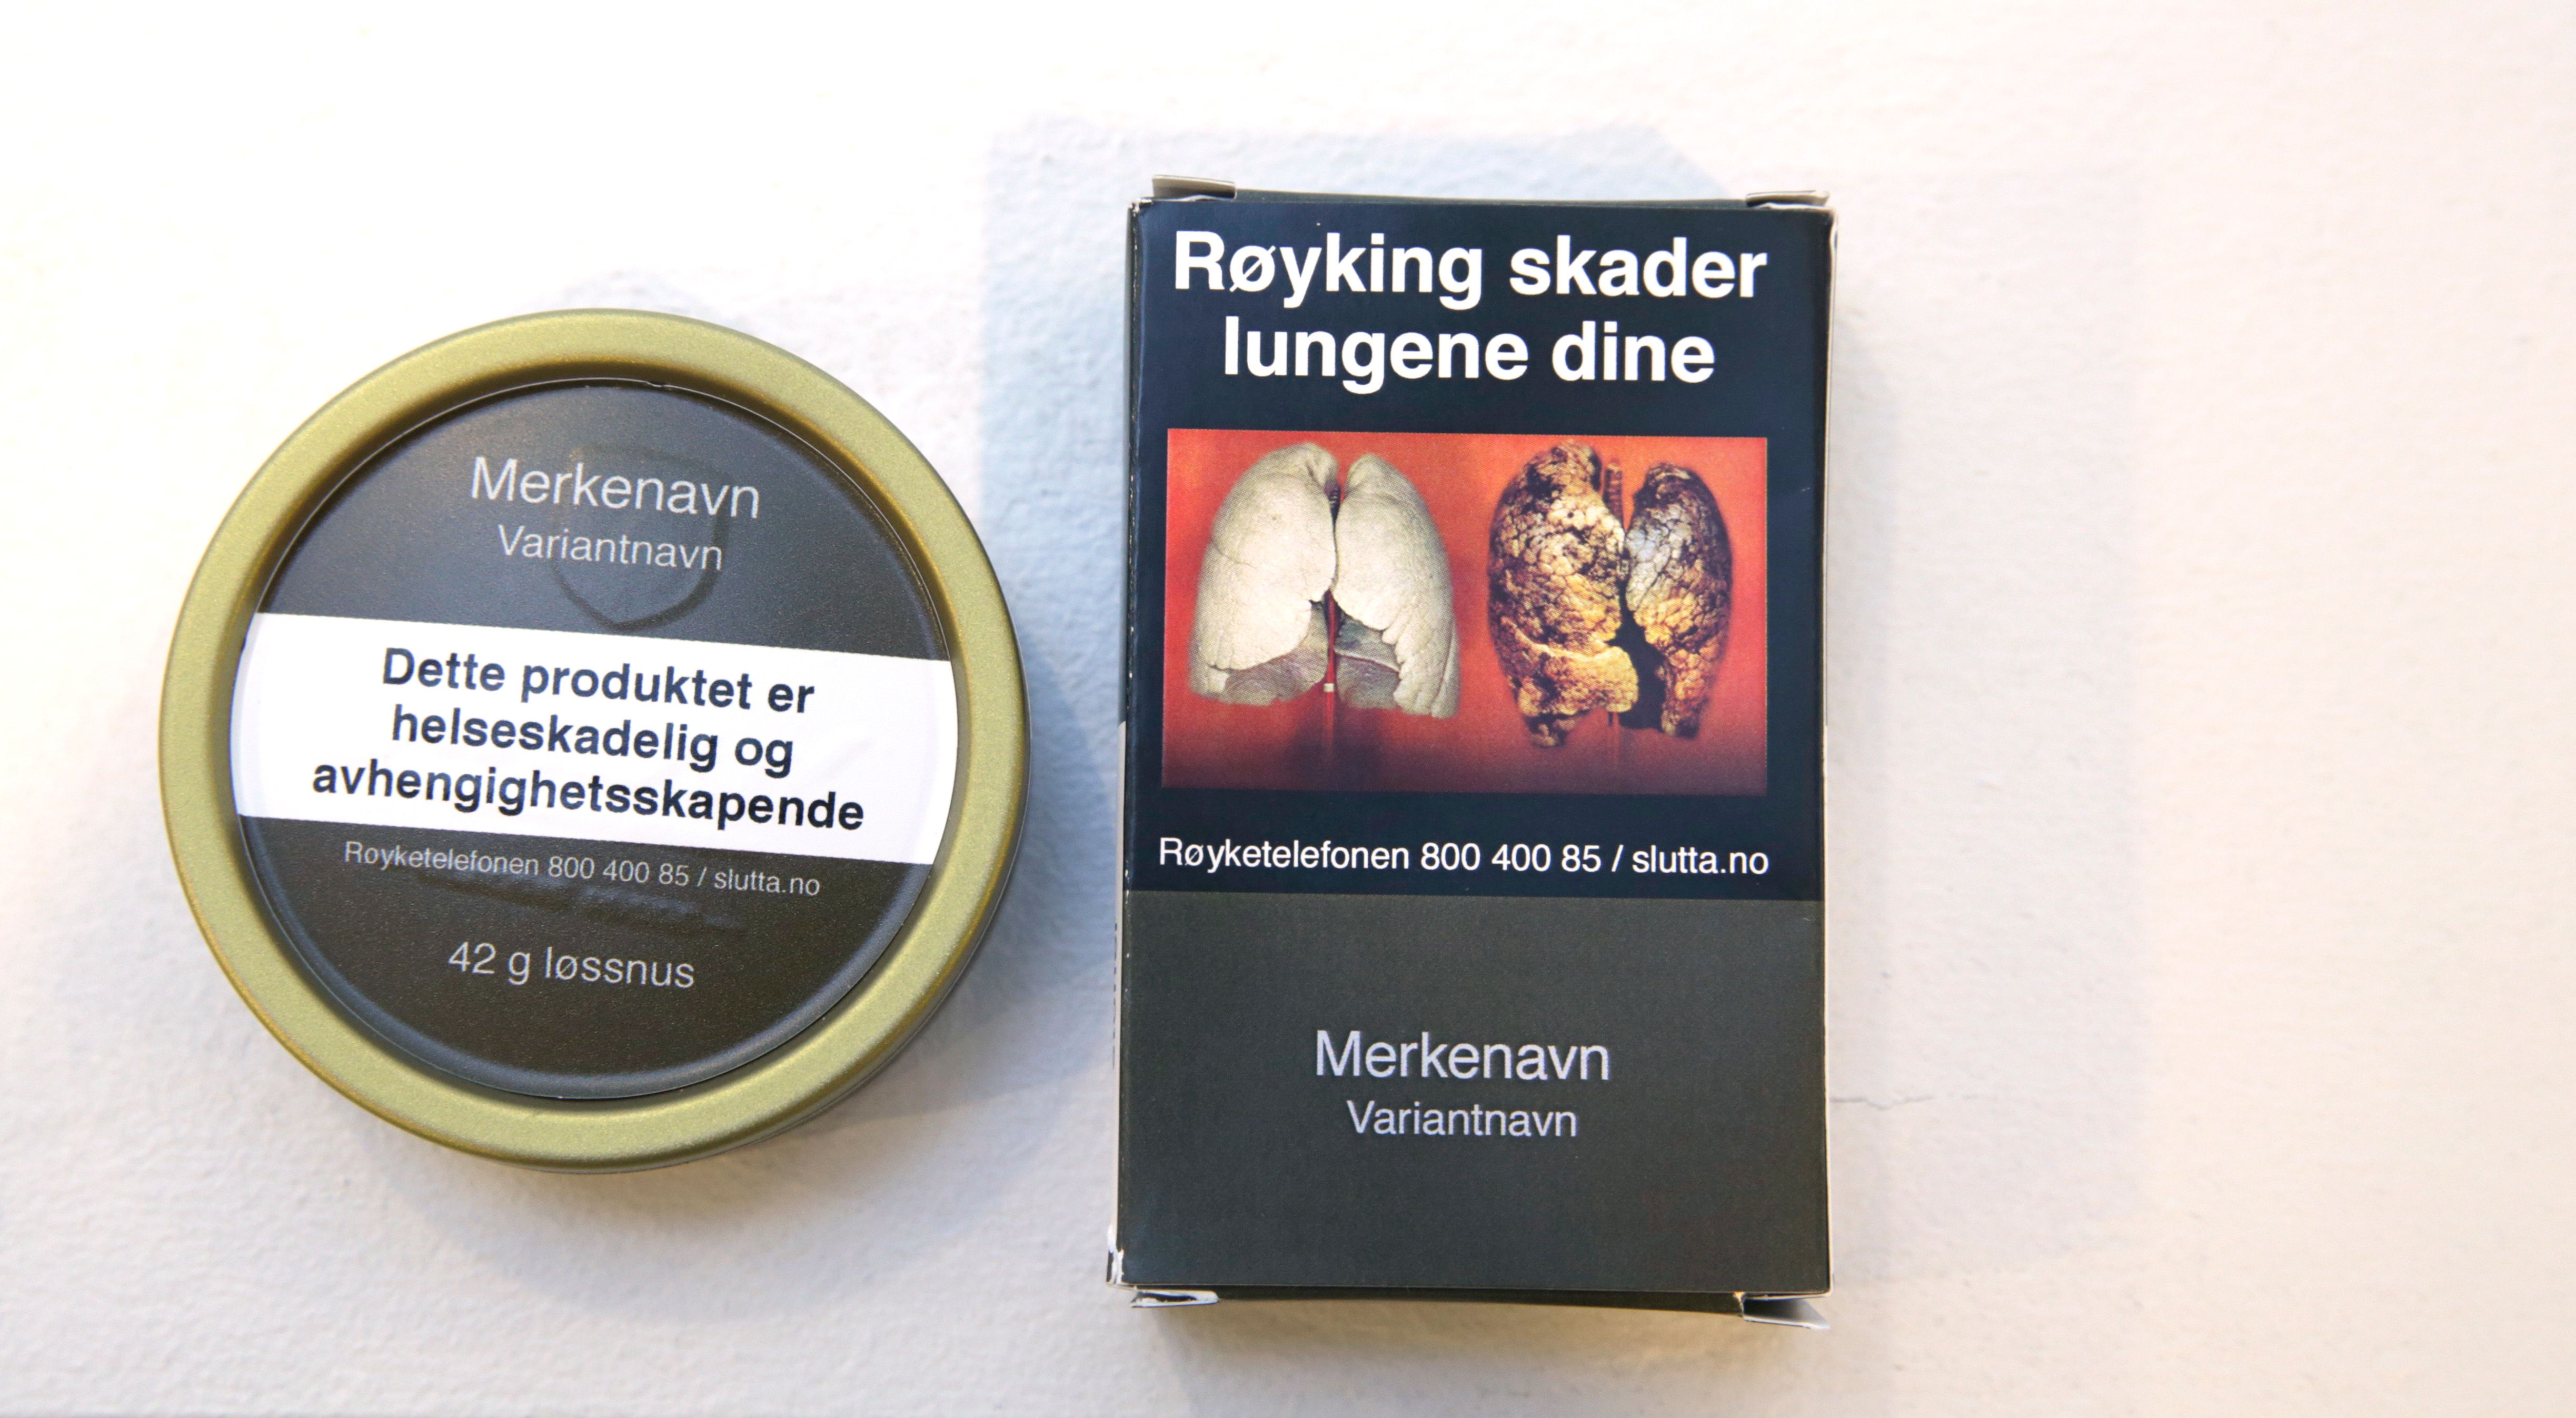 Merkenavn
Variantnavn
Dette produktet er
helseskadelig og
avhengighetsskapende
Røyketelefonen 800 400 85 / slutta.no
42 g løssnus
Røyking skader
lungene dine
Røyketelefonen 800 400 85 / slutta.no
Merkenavn
Variantnavn